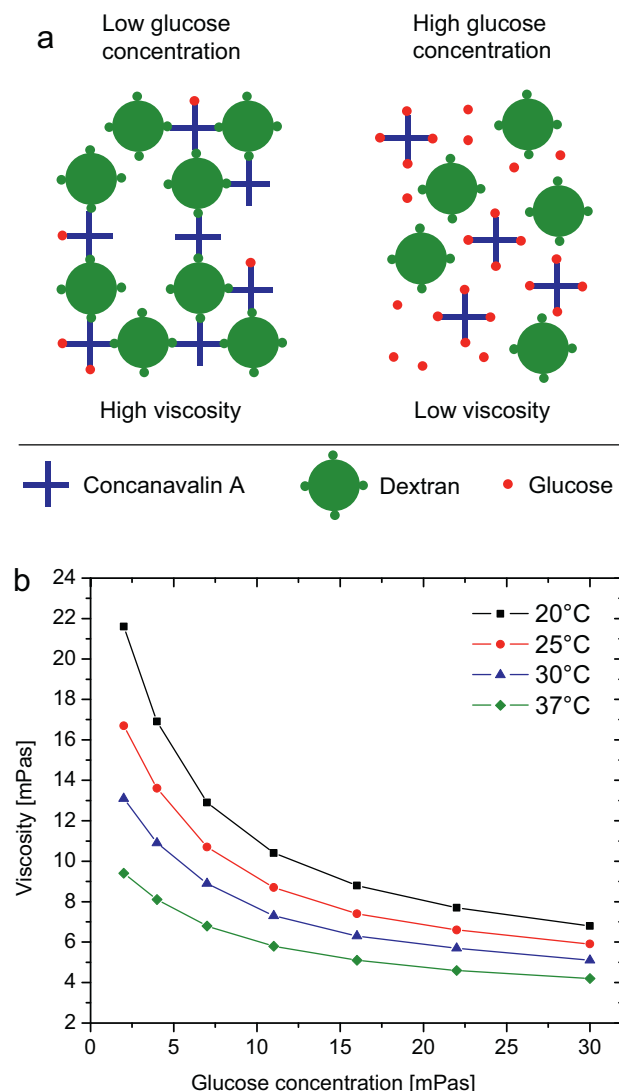 a
Low glucose
concentration
High glucose
concentration
High viscosity
Low viscosity
Concanavalin A
Dextran
Glucose
b
24
22
20
18
16
14
12
10
8
6
4
2
Viscosity [mPas]
20°C
25°C
30°C
37°C
0
5
10
15
20
25
30
Glucose concentration [mPas]